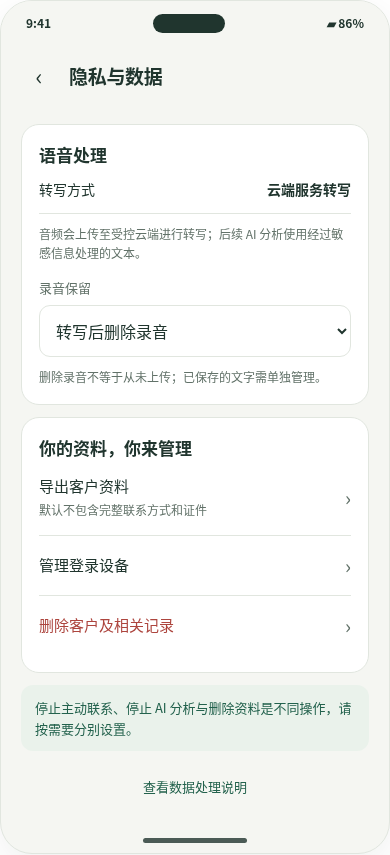 9:41
86%
‹ 隐私与数据
语音处理
转写方式 云端服务转写
音频会上传至受控云端进行转写；后续 AI 分析使用经过敏
感信息处理的文本。
录音保留
转写后删除录音
删除录音不等于从未上传；已保存的文字需单独管理。
你的资料，你来管理
导出客户资料
默认不包含完整联系方式和证件
›
管理登录设备 ›
删除客户及相关记录 ›
停止主动联系、停止 AI 分析与删除资料是不同操作，请
按需要分别设置。
查看数据处理说明